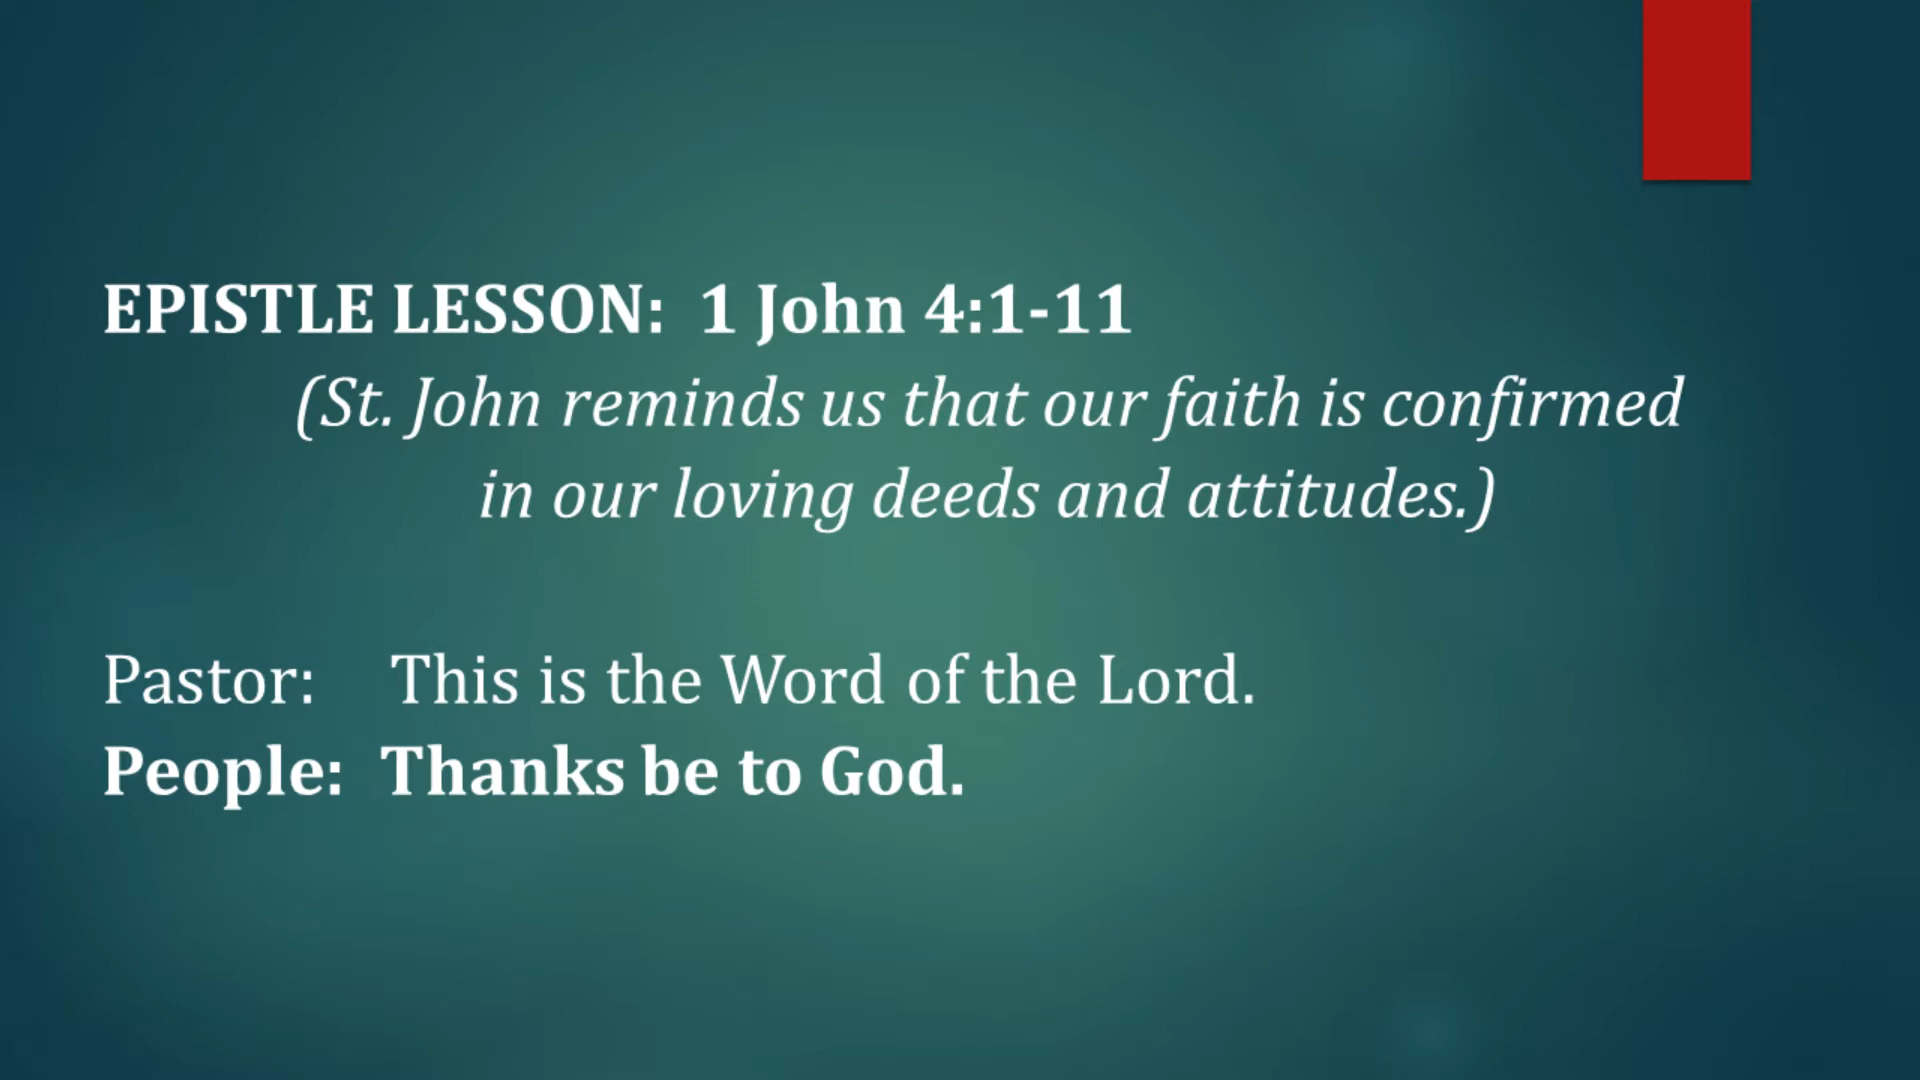 EPISTLE LESSON: 1 John 4:1-11
(St. John reminds us that our faith is confirmed
in our loving deeds and attitudes.)
Pastor: This is the Word of the Lord.
People: Thanks be to God.